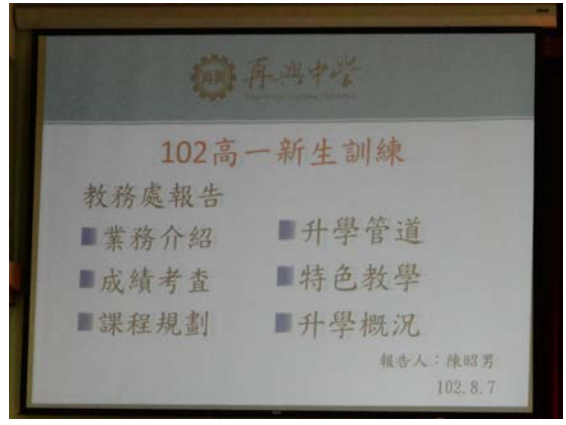 再興中學
102高一新生訓練
教務處報告
業務介紹
升學管道
成績考查
特色教學
課程規劃
升學概況
報告人：陳昭男
102.8.7